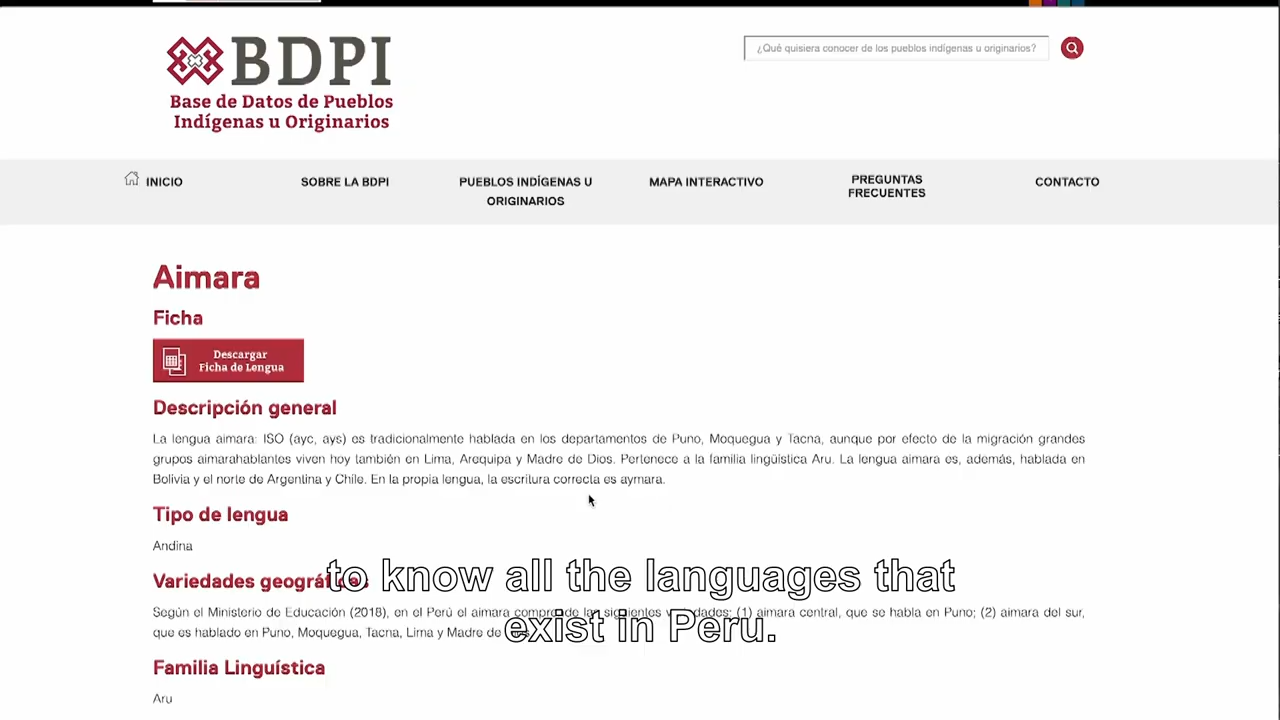 BDPI
Base de Datos de Pueblos
Indígenas u Originarios
¿Qué quisiera conocer de los pueblos indígenas u originarios?
INICIO
SOBRE LA BDPI
PUEBLOS INDÍGENAS U
ORIGINARIOS
MAPA INTERACTIVO
PREGUNTAS
FRECUENTES
CONTACTO
Aimara
Ficha
Descargar
Ficha de Lengua
Descripción general
La lengua aimara: ISO (ayc, ays) es tradicionalmente hablada en los departamentos de Puno, Moquegua y Tacna, aunque por efecto de la migración grandes
grupos aimarahablantes viven hoy también en Lima, Arequipa y Madre de Dios. Pertenece a la familia lingüística Aru. La lengua aimara es, además, hablada en
Bolivia y el norte de Argentina y Chile. En la propia lengua, la escritura correcta es aymara.
Tipo de lengua
Andina
to know all the languages that
Variedades geográficas
Según el Ministerio de Educación (2018), en el Perú el aimara comprende las siguientes variedades: (1) aimara central, que se habla en Puno; (2) aimara del sur,
exist in Peru.
que es hablado en Puno, Moquegua, Tacna, Lima y Madre de
Familia Lingüística
Aru